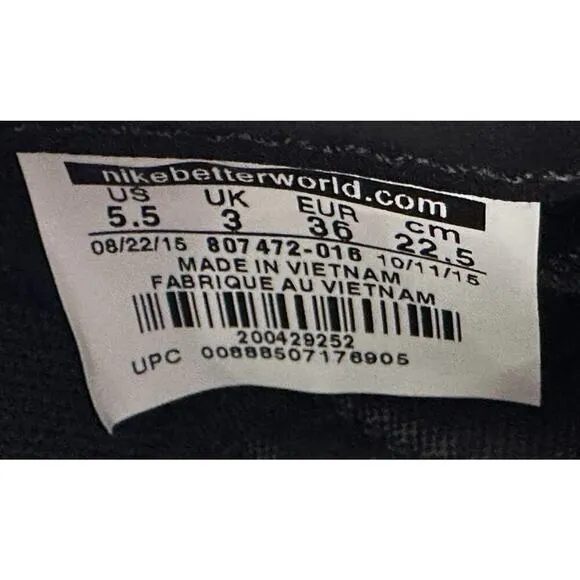 nikebetterworld.com
US UK EUR cm
5.5 3 36 22.5
08/22/15 807472-016 10/11/15
MADE IN VIETNAM
FABRIQUE AU VIETNAM
200429252
UPC 00888507176905